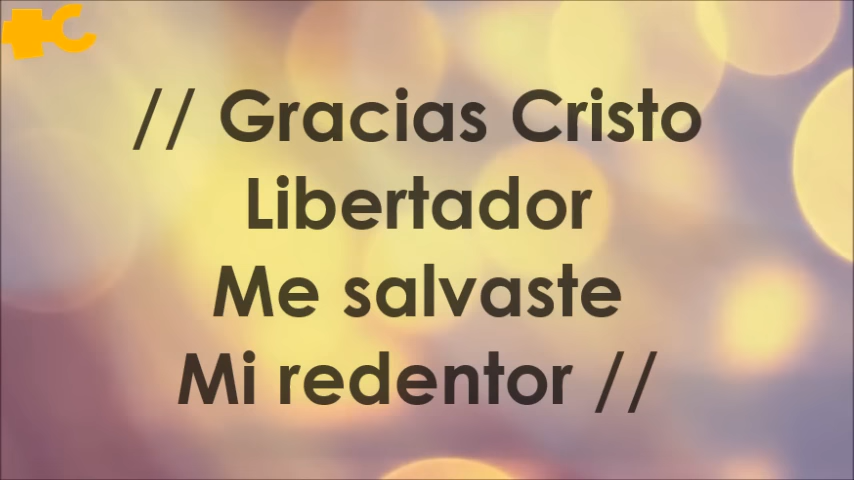 // Gracias Cristo
Libertador
Me salvaste
Mi redentor //